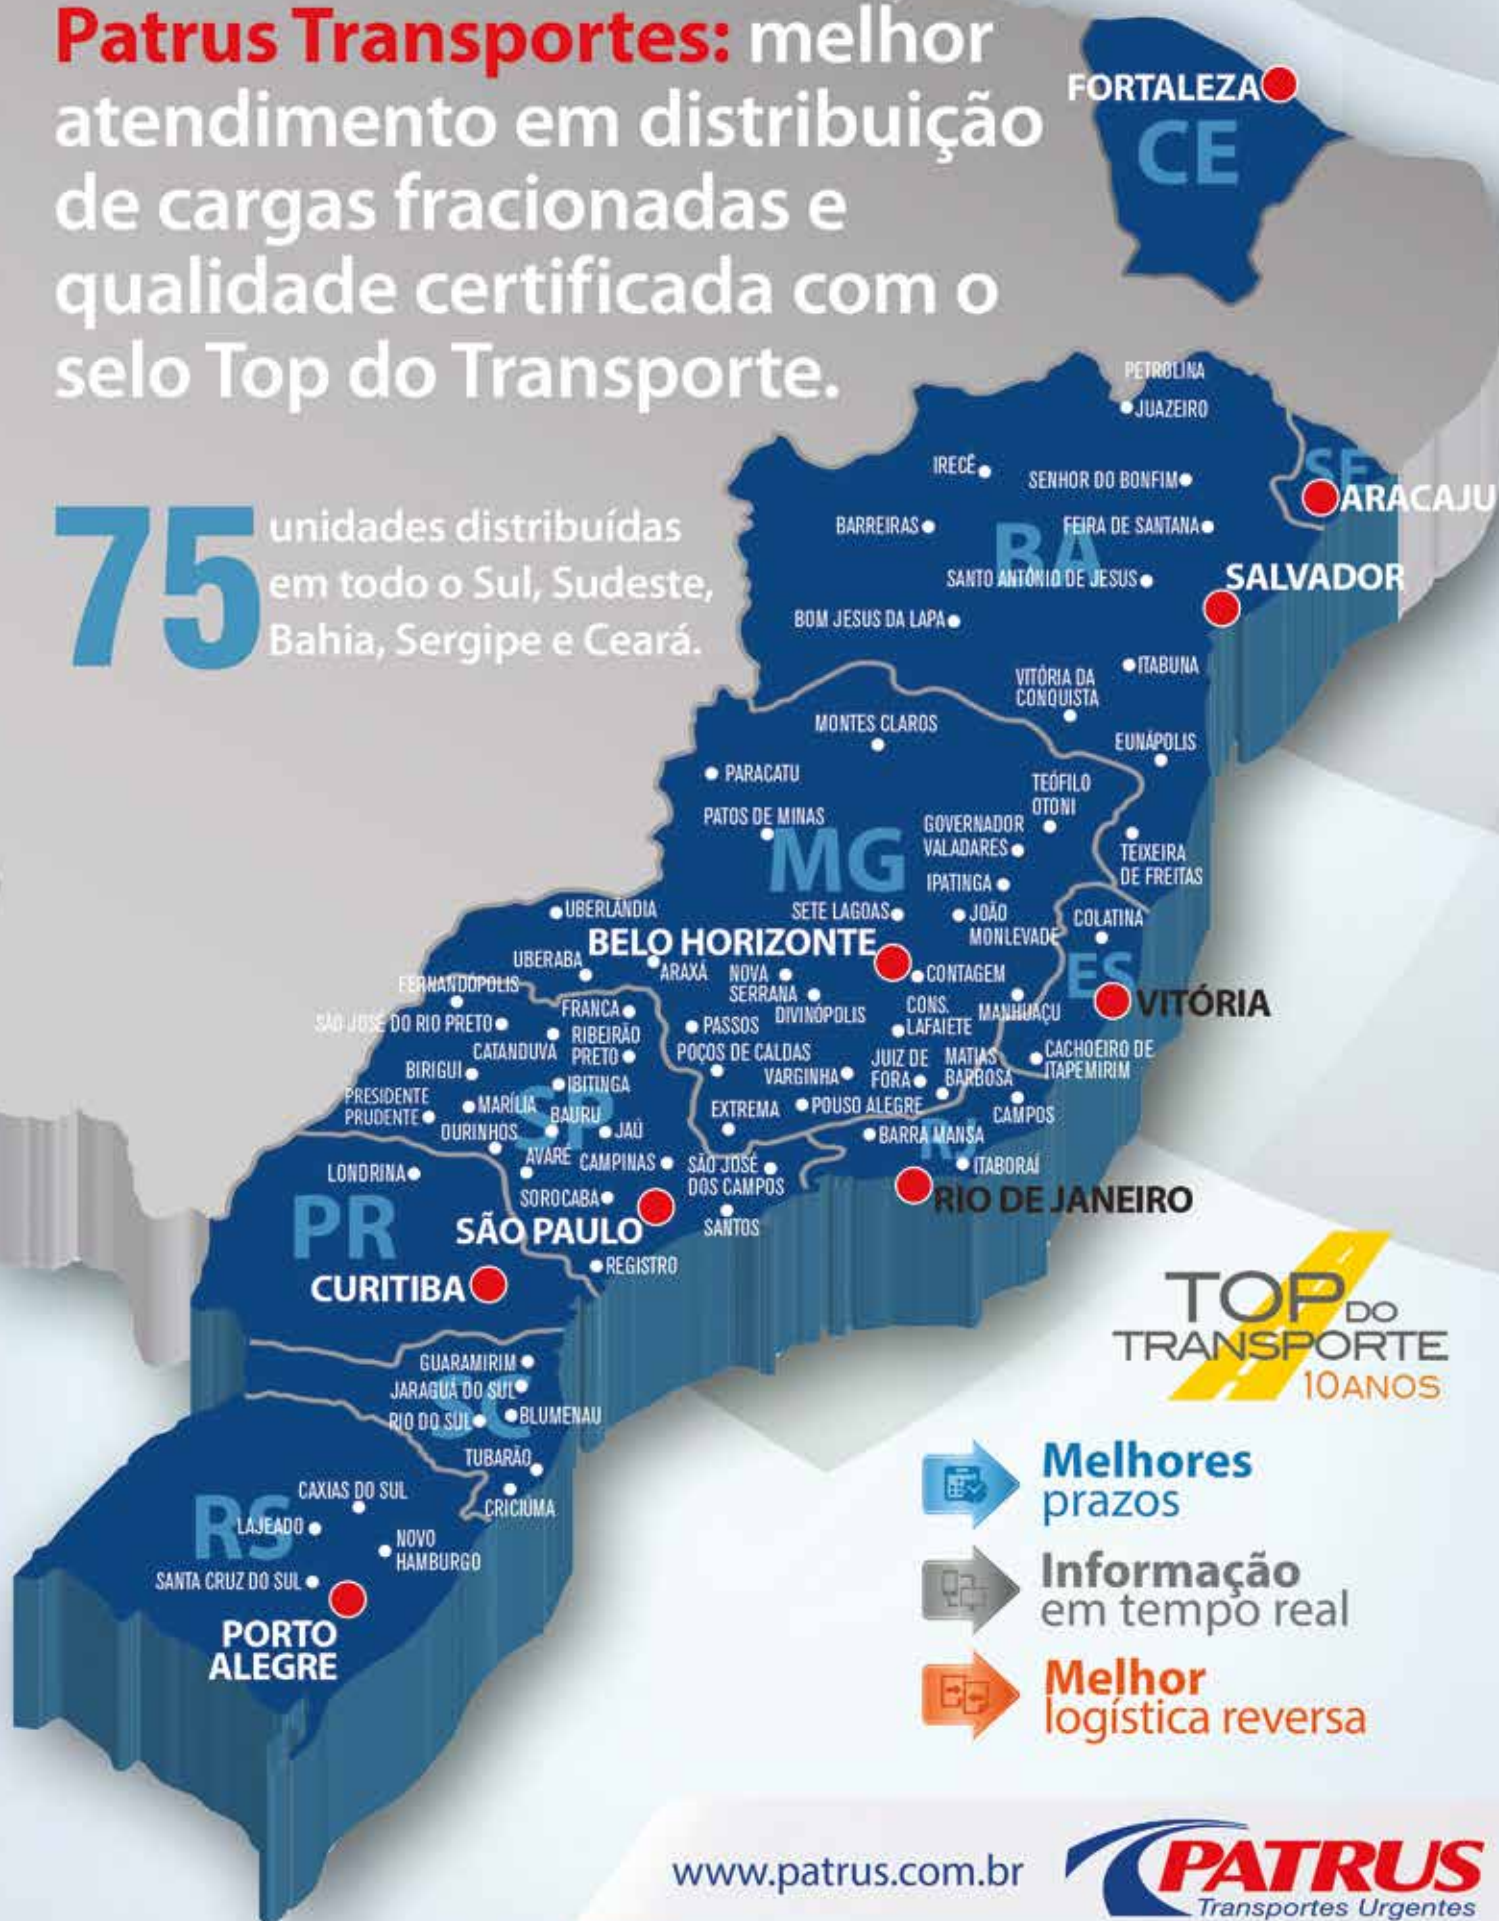 Patrus Transportes: melhor
atendimento em distribuição
de cargas fracionadas e
qualidade certificada com o
selo Top do Transporte.
75
unidades distribuídas
em todo o Sul, Sudeste,
Bahia, Sergipe e Ceará.
FORTALEZA
CE
PETROLINA
JUAZEIRO
IRECÊ
SENHOR DO BONFIM
SE
ARACAJU
BARREIRAS
BA
FEIRA DE SANTANA
SANTO ANTÔNIO DE JESUS
SALVADOR
BOM JESUS DA LAPA
ITABUNA
VITÓRIA DA
CONQUISTA
EUNÁPOLIS
MONTES CLAROS
PARACATU
TEÓFILO
OTONI
PATOS DE MINAS
MG
GOVERNADOR
VALADARES
TEIXEIRA
DE FREITAS
IPATINGA
UBERLÂNDIA
SETE LAGOAS
JOÃO
MONLEVADE
COLATINA
BELO HORIZONTE
UBERABA
ARAXÁ
NOVA
SERRANA
CONTAGEM
ES
VITÓRIA
FERNANDÓPOLIS
DIVINÓPOLIS
CONS.
LAFAIETE
MANHUAÇU
SÃO JOSÉ DO RIO PRETO
FRANCA
PASSOS
CATANDUVA
RIBEIRÃO
PRETO
POÇOS DE CALDAS
JUIZ DE
FORA
MATIAS
BARBOSA
CACHOEIRO DE
ITAPEMIRIM
BIRIGUI
IBITINGA
VARGINHA
PRESIDENTE
PRUDENTE
MARÍLIA
SP
BAURU
EXTREMA
POUSO ALEGRE
CAMPOS
OURINHOS
JAÚ
BARRA MANSA
RJ
AVARÉ
CAMPINAS
SÃO JOSÉ
DOS CAMPOS
ITABORAÍ
LONDRINA
SOROCABA
RIO DE JANEIRO
PR
SÃO PAULO
SANTOS
REGISTRO
CURITIBA
GUARAMIRIM
JARAGUÁ DO SUL
SC
RIO DO SUL
BLUMENAU
TUBARÃO
CRICIÚMA
CAXIAS DO SUL
RS
LAJEADO
NOVO
HAMBURGO
SANTA CRUZ DO SUL
PORTO
ALEGRE
TOP DO
TRANSPORTE
10 ANOS
Melhores
prazos
Informação
em tempo real
Melhor
logística reversa
www.patrus.com.br
PATRUS
Transportes Urgentes